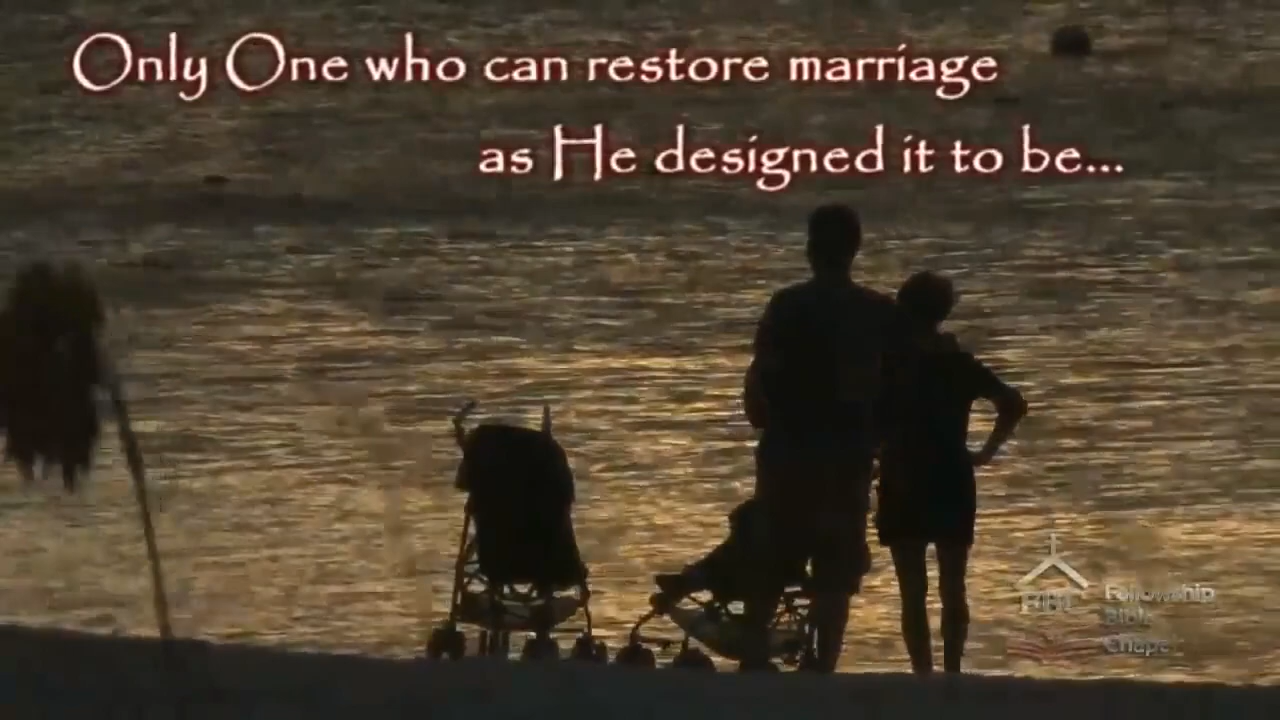 Only One who can restore marriage
as He designed it to be...
Fellowship
Bible
Chapel